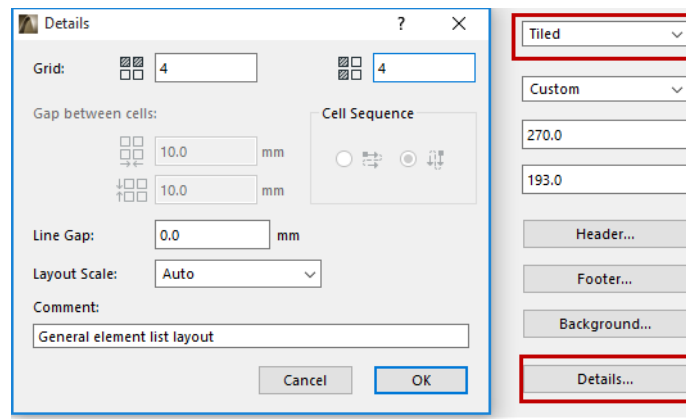 Details
?
Grid:
4
4
Gap between cells:
10.0
mm
10.0
mm
Cell Sequence
Line Gap:
0.0
mm
Layout Scale:
Auto
Comment:
General element list layout
Cancel
OK
Tiled
Custom
270.0
193.0
Header...
Footer...
Background...
Details...